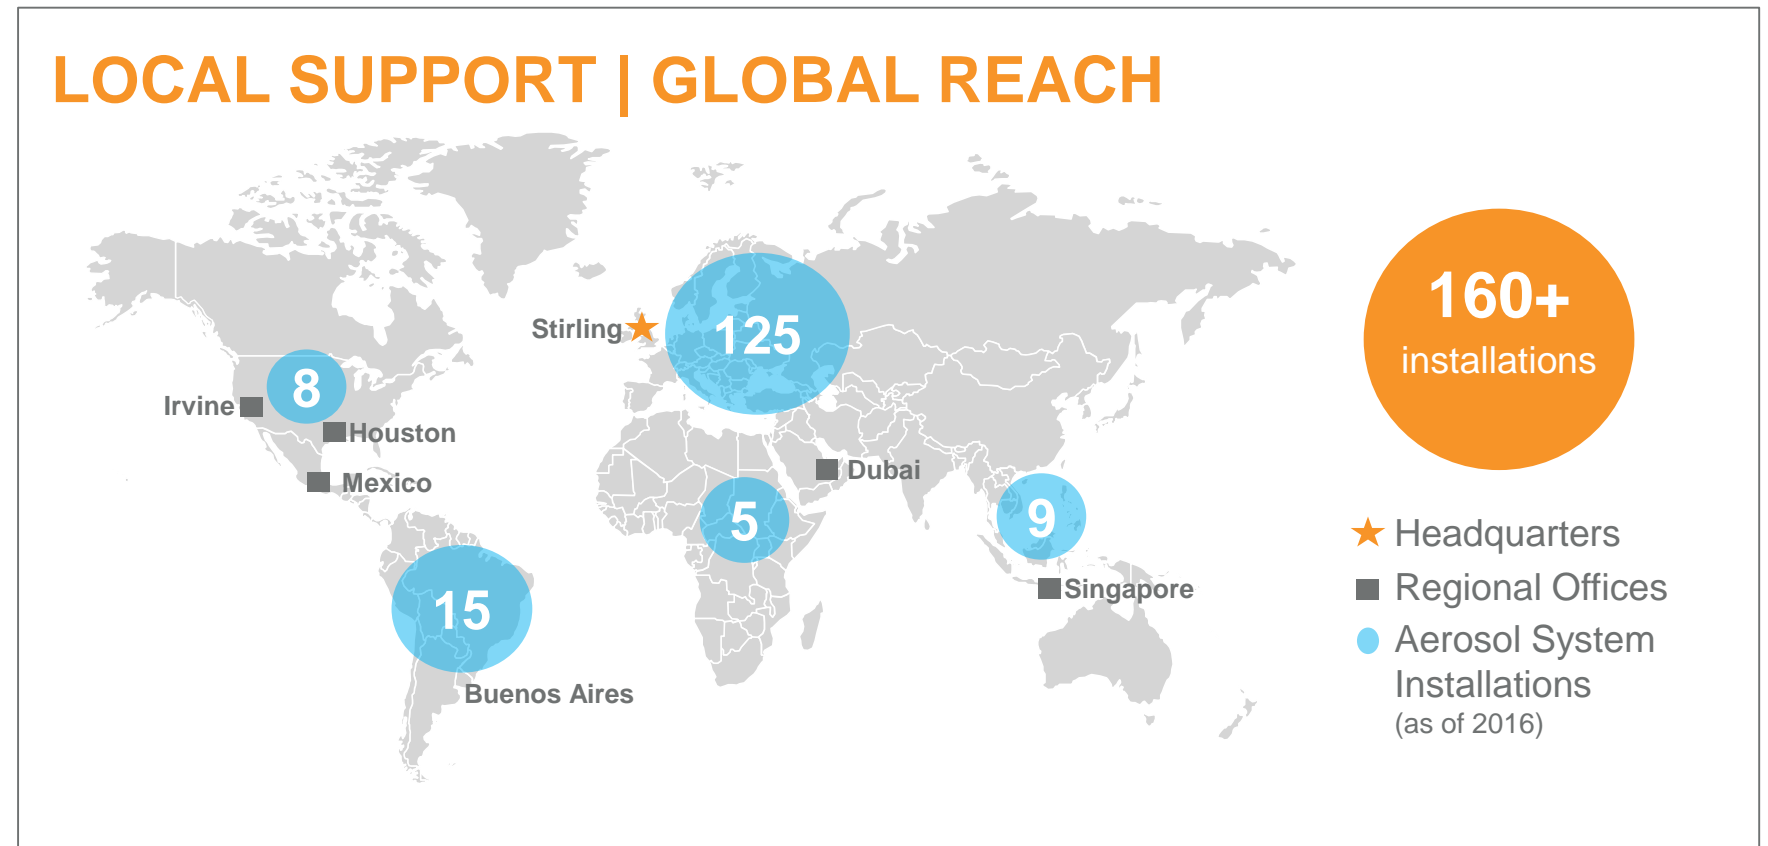 LOCAL SUPPORT | GLOBAL REACH
Stirling
125
8
Irvine
Houston
Mexico
Dubai
5
9
Singapore
15
Buenos Aires
160+
installations
Headquarters
Regional Offices
Aerosol System
Installations
(as of 2016)